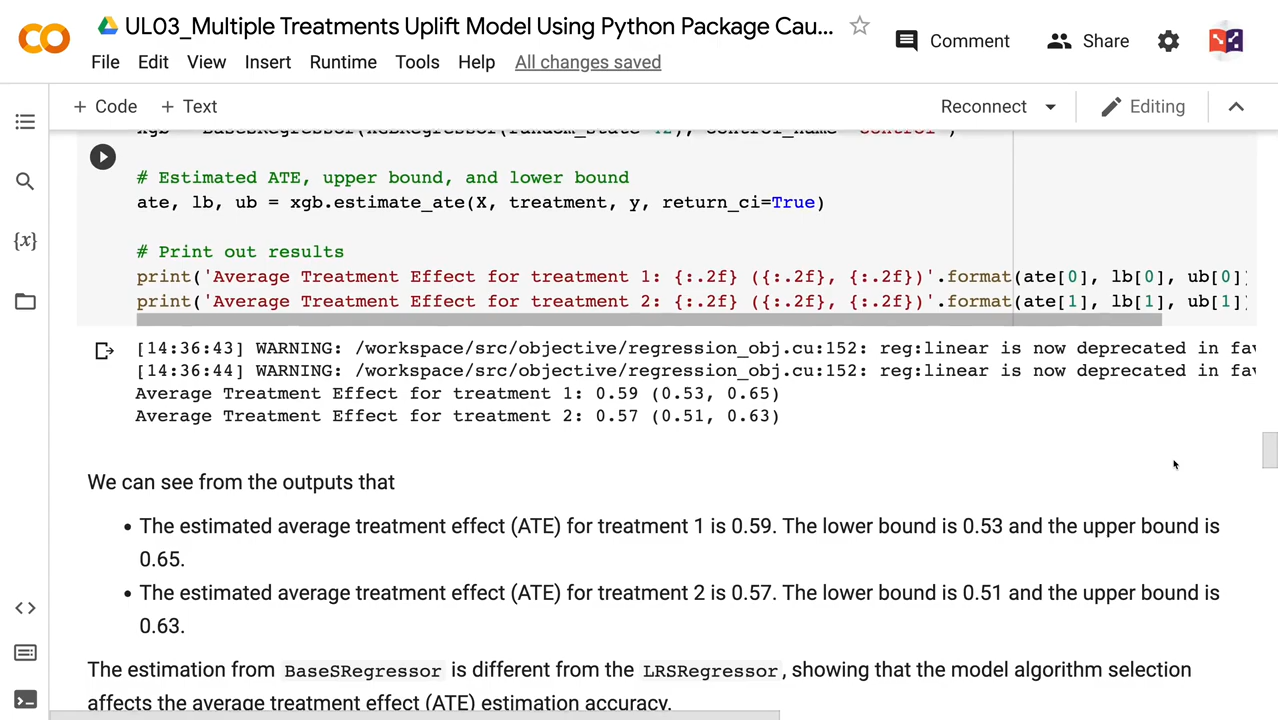 UL03_Multiple Treatments Uplift Model Using Python Package Cau...
Comment
Share
File Edit View Insert Runtime Tools Help All changes saved
+ Code + Text
Reconnect
Editing
# Estimated ATE, upper bound, and lower bound
ate, lb, ub = xgb.estimate_ate(X, treatment, y, return_ci=True)
# Print out results
print('Average Treatment Effect for treatment 1: {:.2f} ({:.2f}, {:.2f})'.format(ate[0], lb[0], ub[0]
print('Average Treatment Effect for treatment 2: {:.2f} ({:.2f}, {:.2f})'.format(ate[1], lb[1], ub[1]
{x}
[14:36:43] WARNING: /workspace/src/objective/regression_obj.cu:152: reg:linear is now deprecated in fav
[14:36:44] WARNING: /workspace/src/objective/regression_obj.cu:152: reg:linear is now deprecated in fav
Average Treatment Effect for treatment 1: 0.59 (0.53, 0.65)
Average Treatment Effect for treatment 2: 0.57 (0.51, 0.63)
We can see from the outputs that
• The estimated average treatment effect (ATE) for treatment 1 is 0.59. The lower bound is 0.53 and the upper bound is
0.65.
• The estimated average treatment effect (ATE) for treatment 2 is 0.57. The lower bound is 0.51 and the upper bound is
0.63.
The estimation from BaseSRegressor is different from the LRSRegressor, showing that the model algorithm selection
affects the average treatment effect (ATE) estimation accuracy.